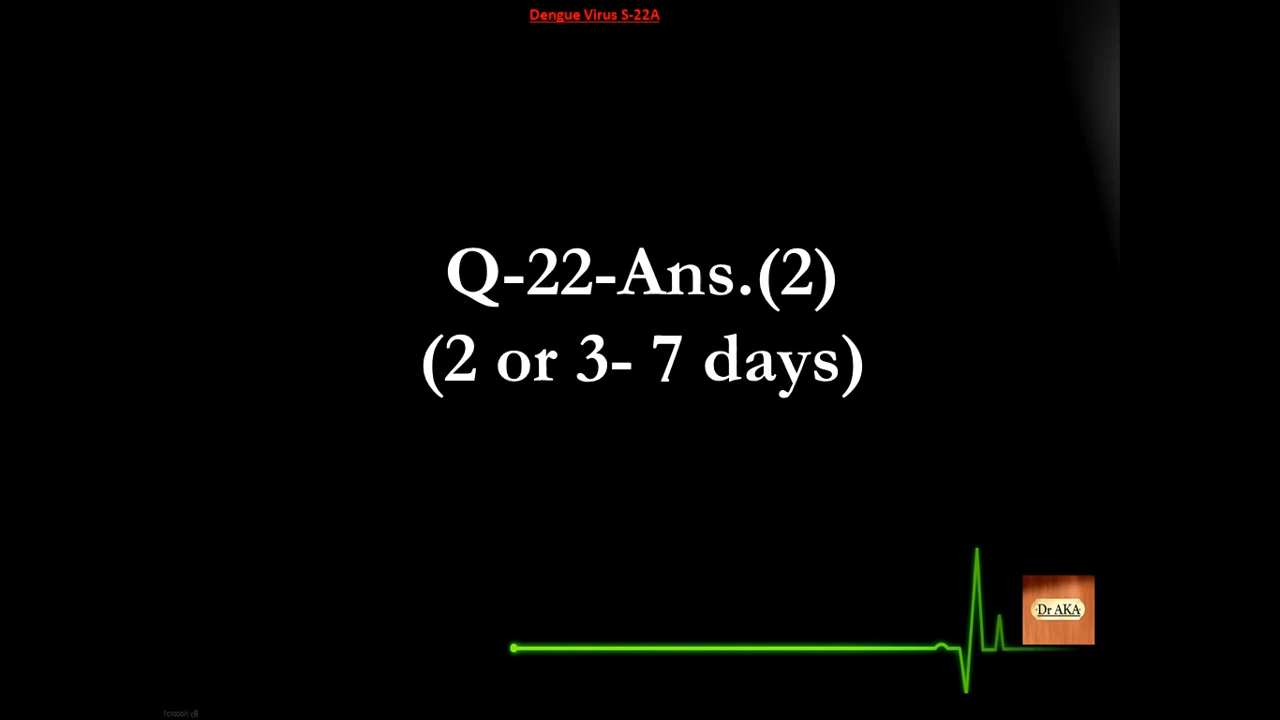 Dengue Virus S-22A
Q-22-Ans.(2)
(2 or 3- 7 days)
Dr AKA